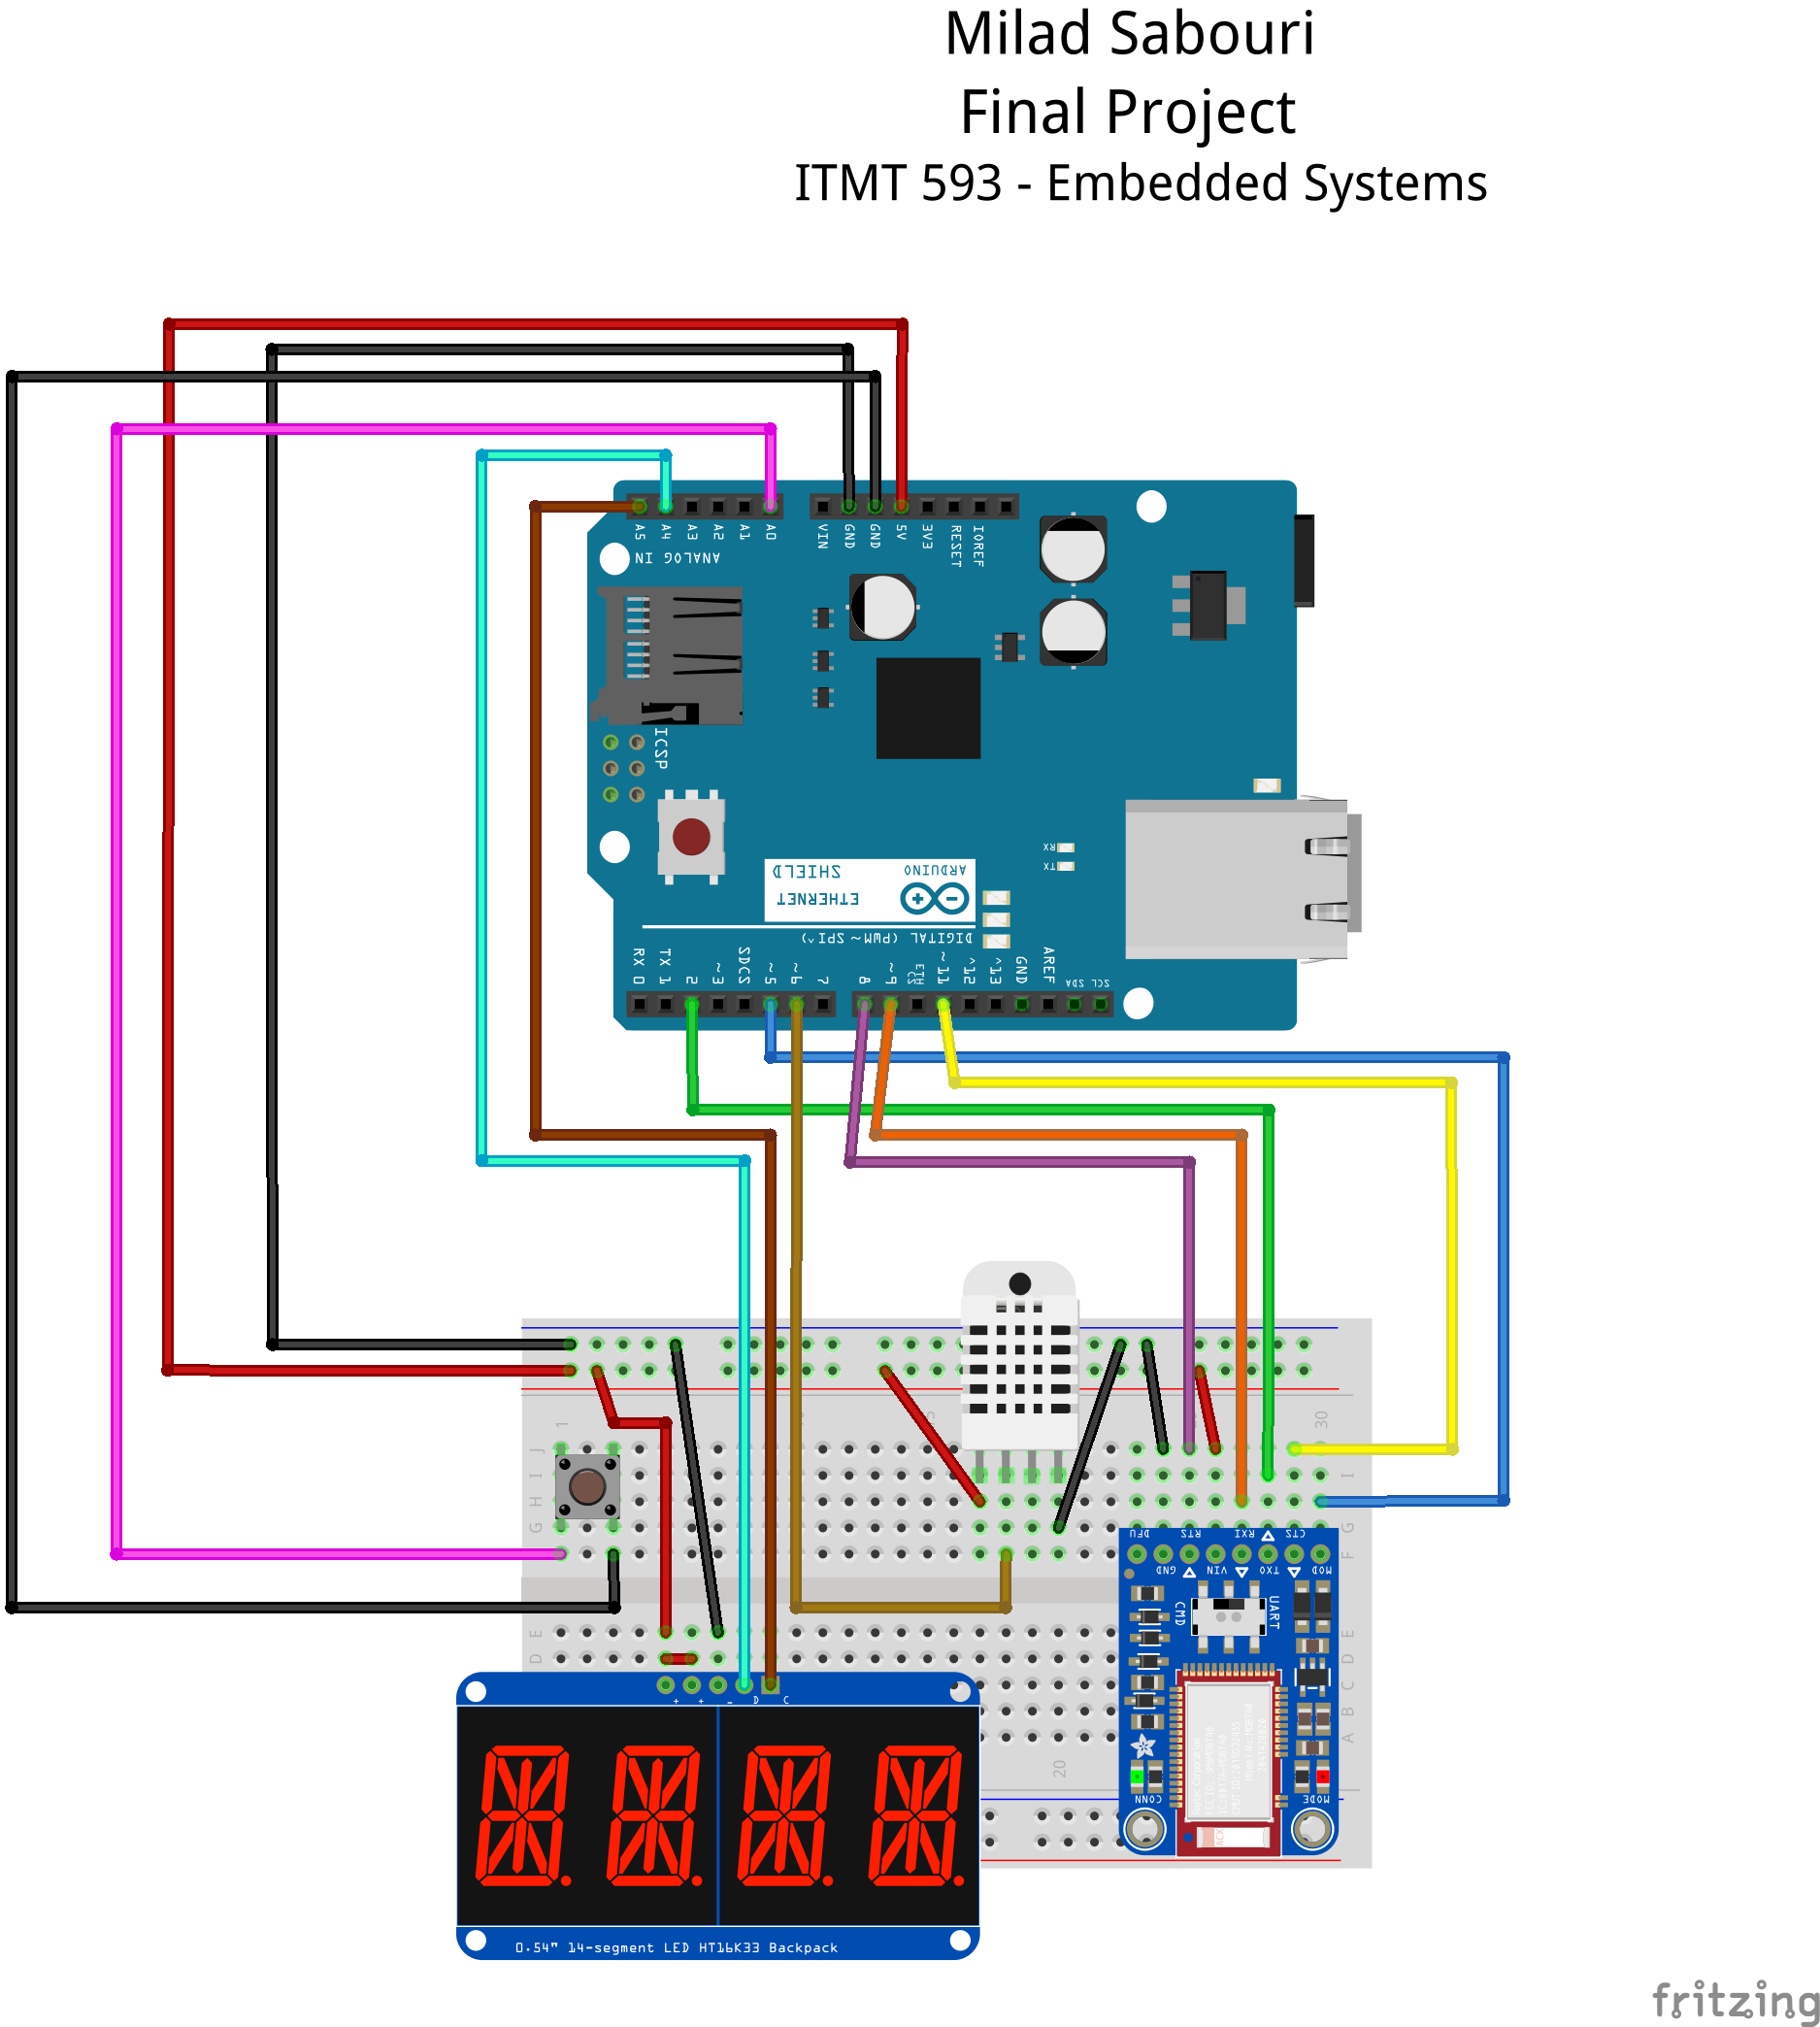 Milad Sabouri
Final Project
ITMT 593 - Embedded Systems
A5 A4 A3 A2 A1 A0 VIN GND GND 5V 3V3 RESET IOREF
ANALOG IN
ICSP
RX TX
ARDUINO
ETHERNET SHIELD
DIGITAL (PWM~ SPI^)
RX 0 TX 1 2 ~3 SDCS ~5 ~6 7 8 ~9 ETH CS ~11 ^12 ^13 GND AREF SDA SCL
1 30
J I H G I G F
DFU RTS RXI CTS
GND VIN TXO MOD
CMD UART
E D E D C B A
+ + - D C
20
CONN MODE
0.54" 14-segment LED HT16K33 Backpack
fritzing